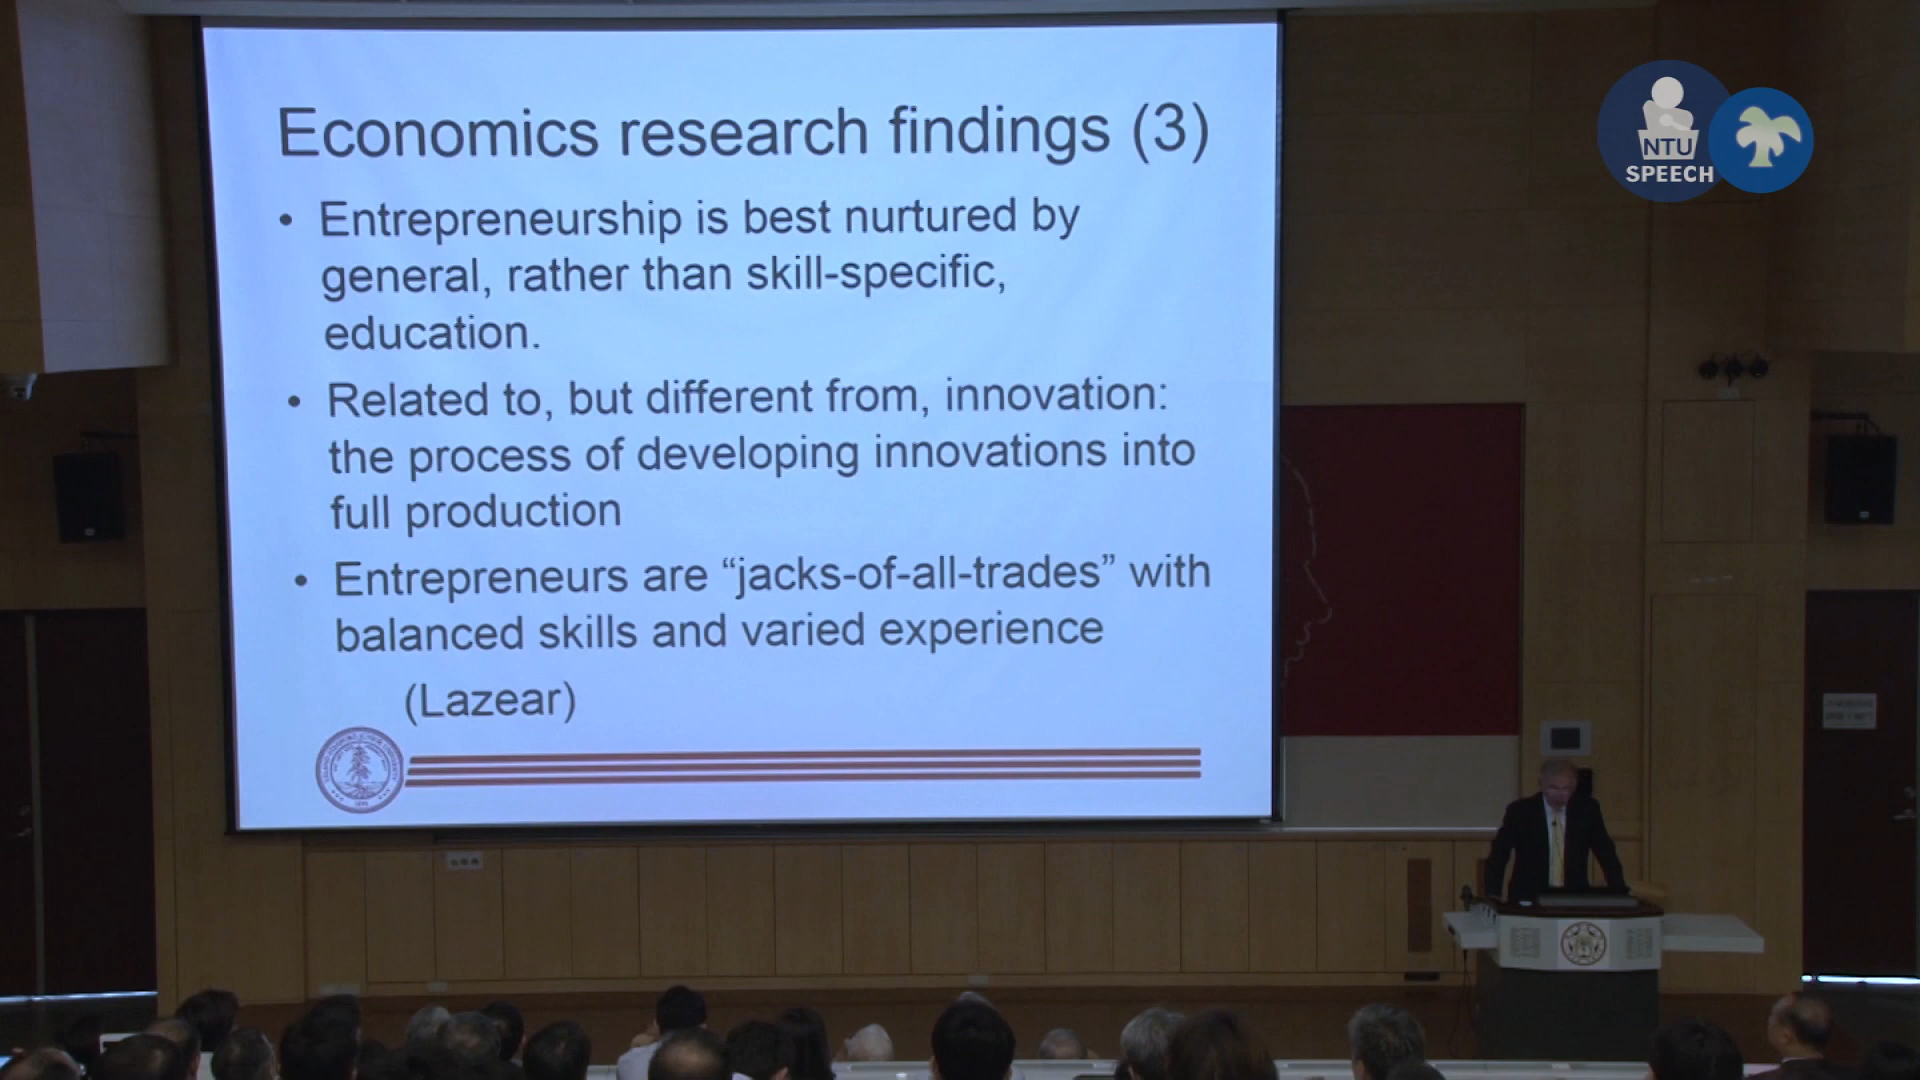 Economics research findings (3)
• Entrepreneurship is best nurtured by
general, rather than skill-specific,
education.
• Related to, but different from, innovation:
the process of developing innovations into
full production
• Entrepreneurs are “jacks-of-all-trades” with
balanced skills and varied experience
(Lazear)
NTU
SPEECH